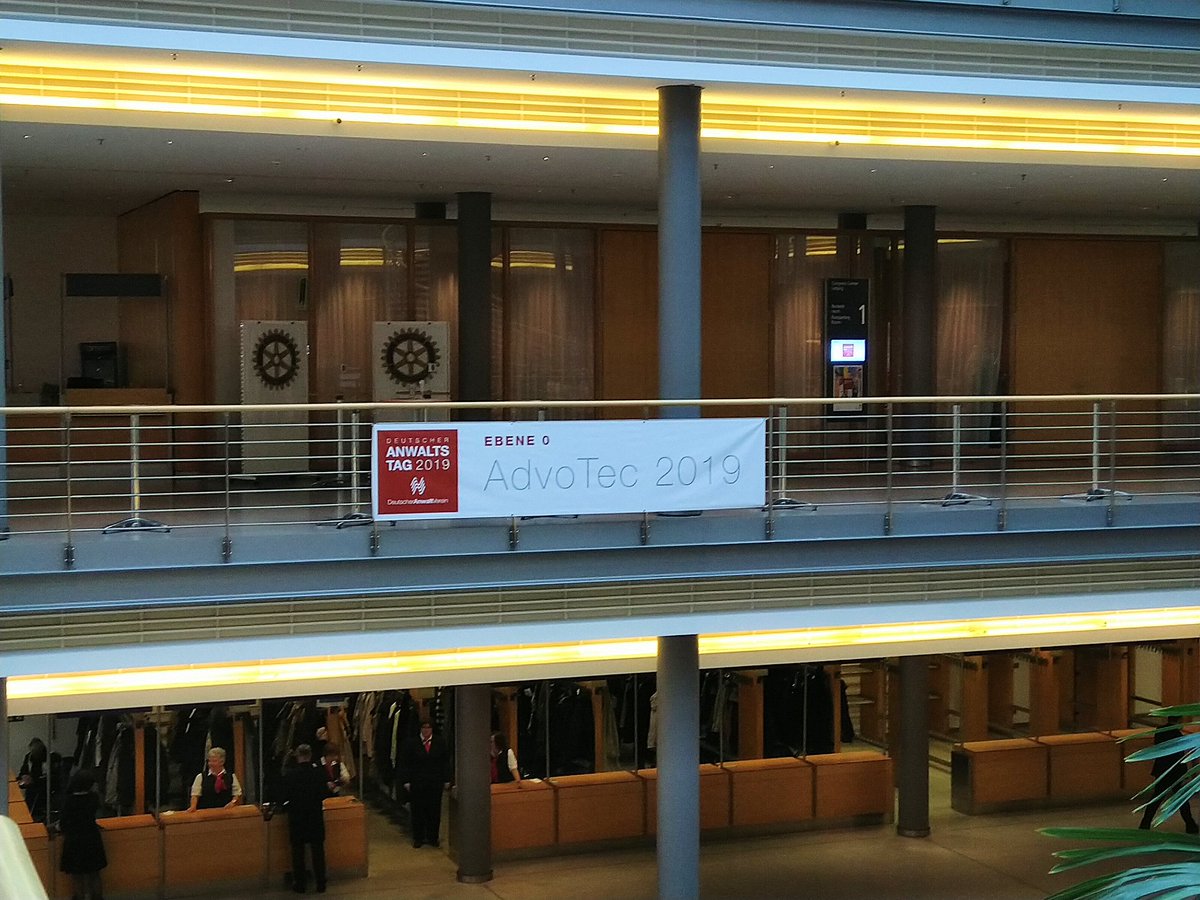 DEUTSCHER
ANWALTS
TAG 2019
DeutscherAnwaltVerein
EBENE 0
AdvoTec 2019
1